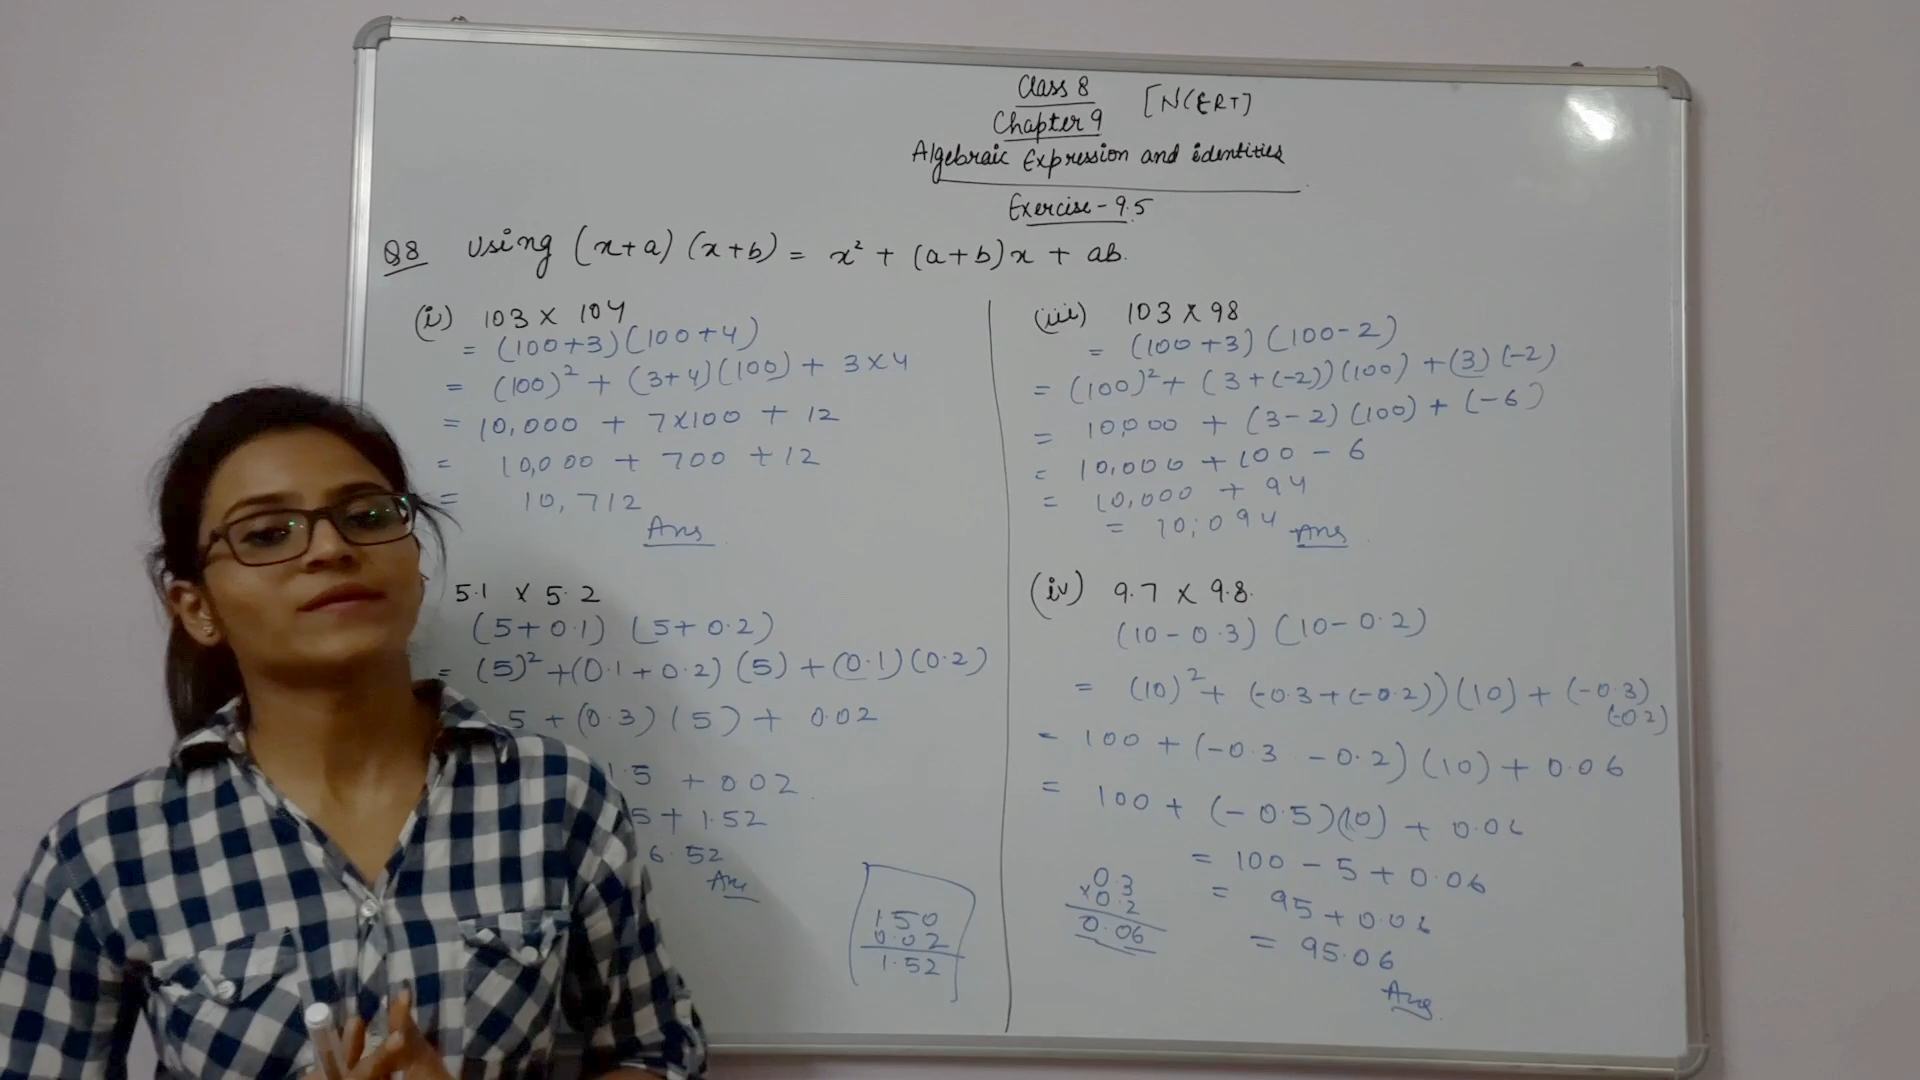 Class 8 [NCERT]
Chapter 9
Algebraic Expression and identities
Exercise - 9.5
Q8 Using (x+a) (x+b) = x² + (a+b)x + ab.
(i) 103 x 104
= (100+3) (100+4)
= (100)² + (3+4)(100) + 3x4
= 10,000 + 7x100 + 12
= 10,000 + 700 + 12
= 10,712
Ans
5.1 x 5.2
(5+0.1) (5+0.2)
= (5)² + (0.1+0.2) (5) + (0.1)(0.2)
5 + (0.3) (5) + 0.02
1.5 + 0.02
5 + 1.52
6.52
Ans
1.50
0.02
1.52
(iii) 103 x 98
= (100+3) (100-2)
= (100)² + (3+(-2))(100) + (3)(-2)
= 10,000 + (3-2)(100) + (-6)
= 10,000 + 100 - 6
= 10,000 + 94
= 10,094 Ans
(iv) 9.7 x 9.8
(10-0.3) (10-0.2)
= (10)² + (-0.3+(-0.2))(10) + (-0.3)
(-0.2)
= 100 + (-0.3 -0.2)(10) + 0.06
= 100 + (-0.5)(10) + 0.06
= 100 - 5 + 0.06
= 95 + 0.06
= 95.06
Ans
0.3
x0.2
0.06